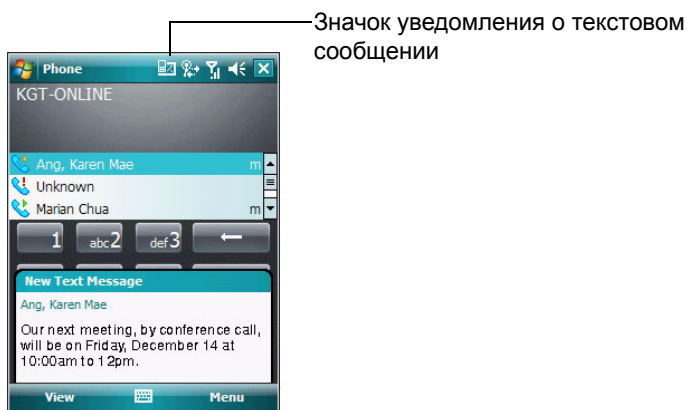 Значок уведомления о текстовом
сообщении
Phone
KGT-ONLINE
Ang, Karen Mae m
Unknown
Marian Chua m
1 abc2 def3
New Text Message
Ang, Karen Mae
Our next meeting, by conference call,
will be on Friday, December 14 at
10:00am to 12pm.
View Menu